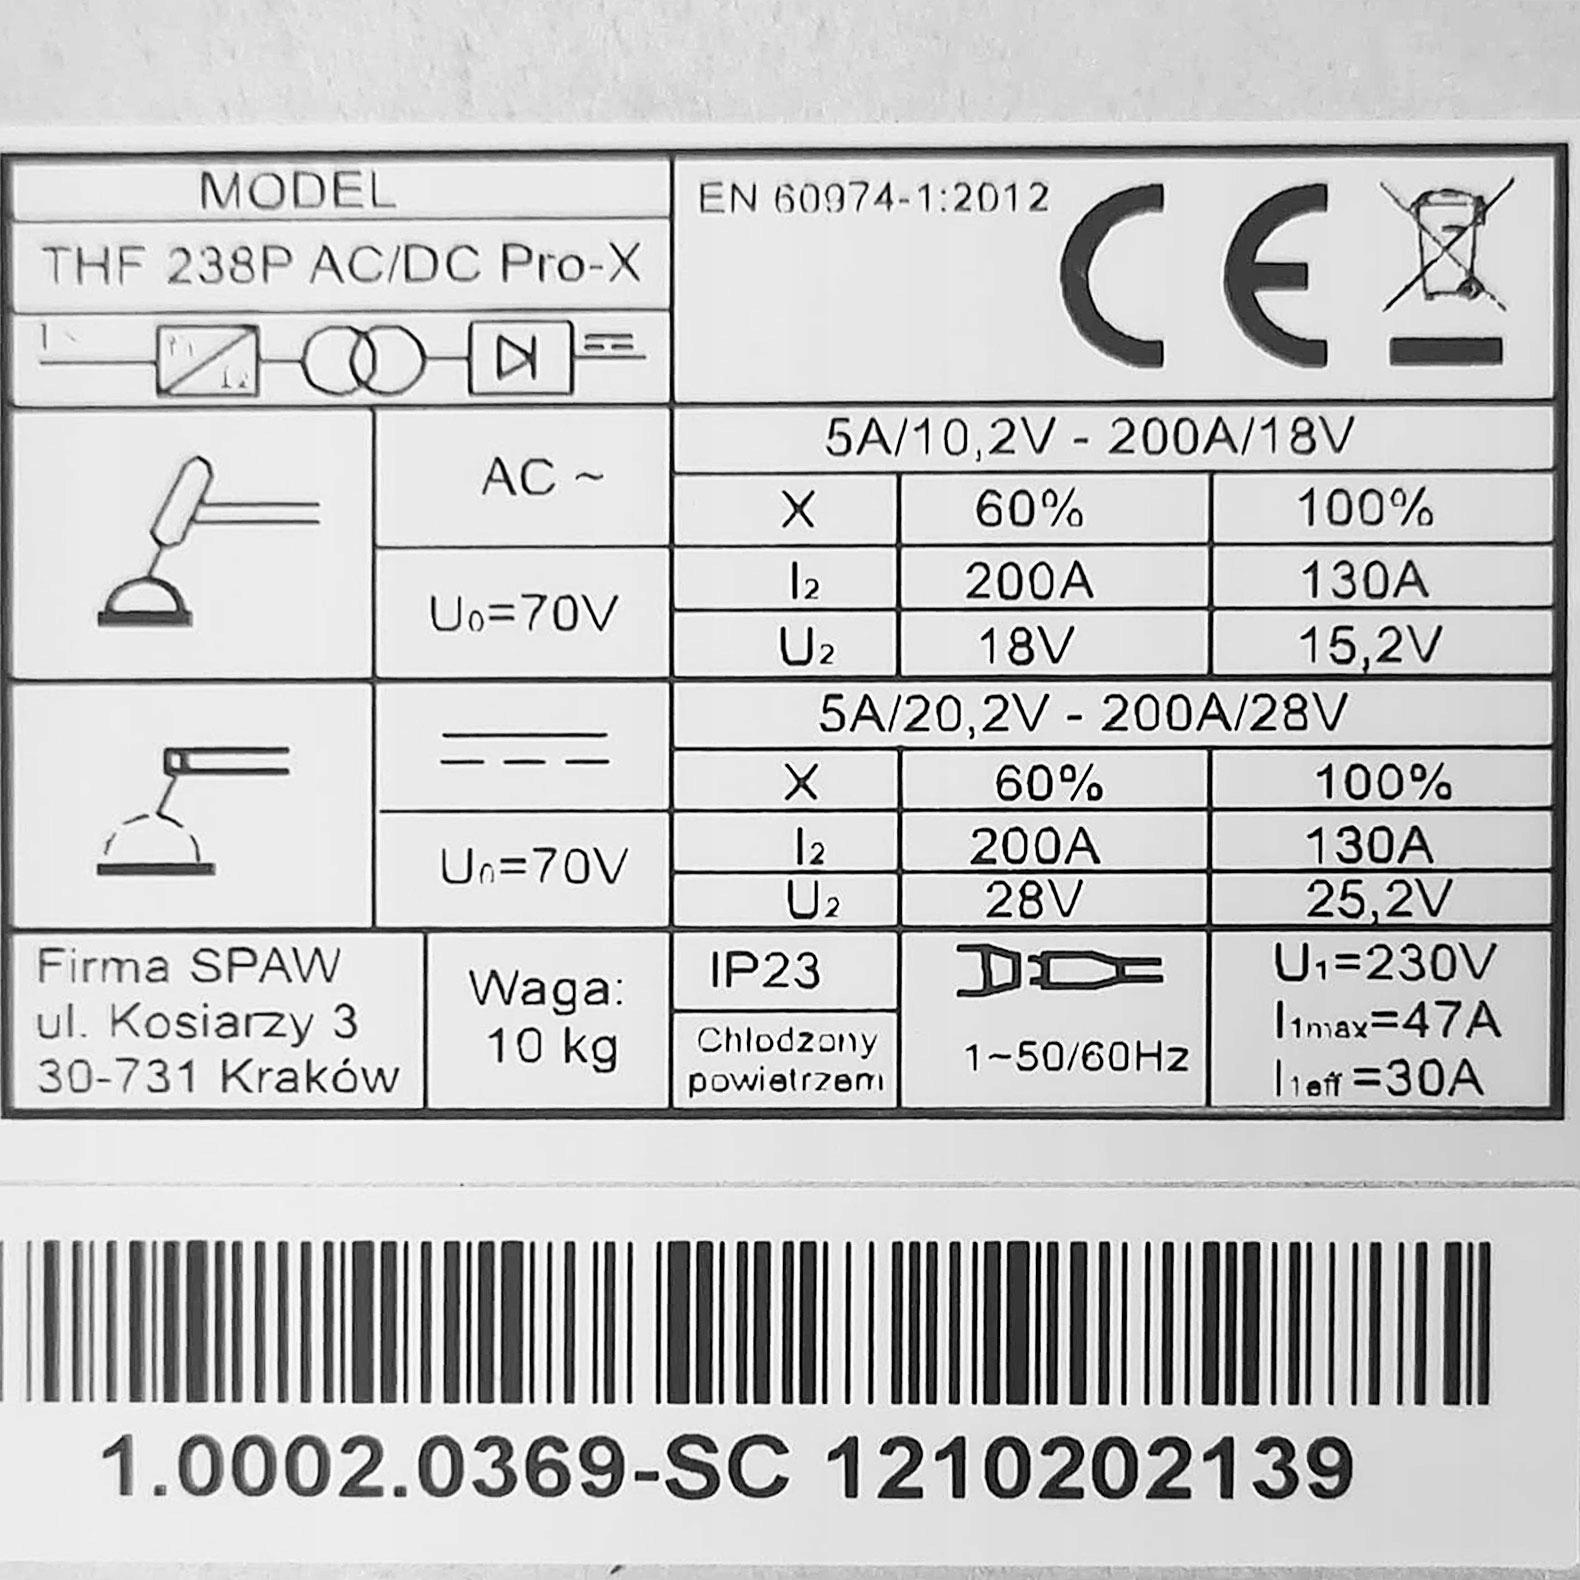 MODEL
THF 238P AC/DC Pro-X
EN 60974-1:2012
CE
AC ~
U₀=70V
5A/10,2V - 200A/18V
X 60% 100%
I₂ 200A 130A
U₂ 18V 15,2V
U₀=70V
5A/20,2V - 200A/28V
X 60% 100%
I₂ 200A 130A
U₂ 28V 25,2V
Firma SPAW
ul. Kosiarzy 3
30-731 Kraków
Waga:
10 kg
IP23
Chłodzony
powietrzem
1~50/60Hz
U₁=230V
I₁max=47A
I₁eff=30A
1.0002.0369-SC 1210202139